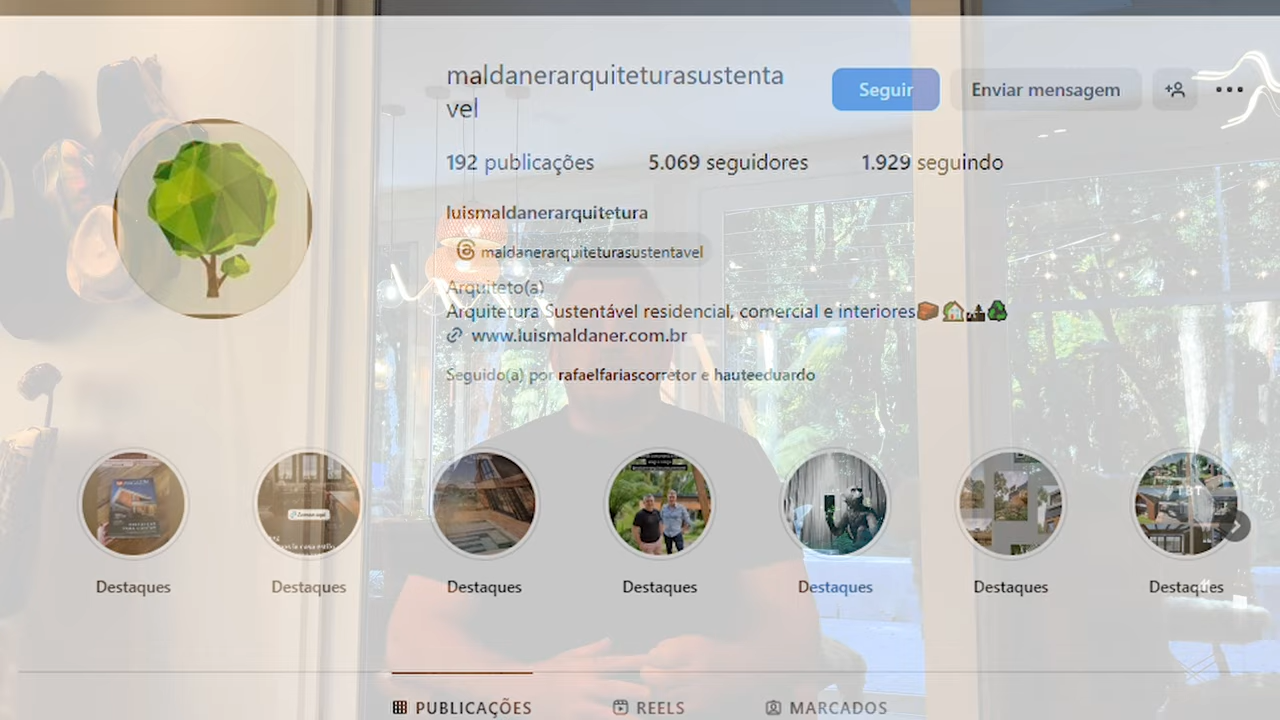 maldanerarquiteturasustenta
vel
Seguir
Enviar mensagem
192 publicações
5.069 seguidores
1.929 seguindo
luismaldanerarquitetura
maldanerarquiteturasustentavel
Arquiteto(a)
Arquitetura Sustentável residencial, comercial e interiores
www.luismaldaner.com.br
Seguido(a) por rafaelfariascorretor e hauteeduardo
TBT
Destaques
Destaques
Destaques
Destaques
Destaques
Destaques
Destaques
PUBLICAÇÕES
REELS
MARCADOS